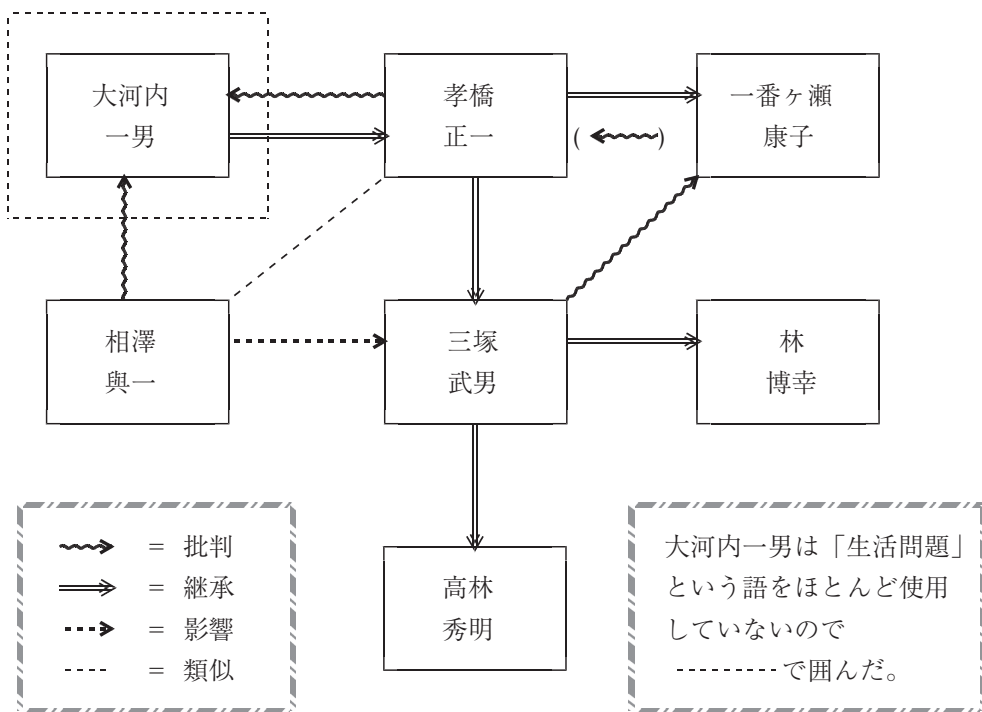 大河内
一男
孝橋
正一
一番ヶ瀬
康子
(
)
相澤
與一
三塚
武男
林
博幸
高林
秀明
= 批判
= 継承
= 影響
= 類似
大河内一男は「生活問題」
という語をほとんど使用
していないので
で囲んだ。